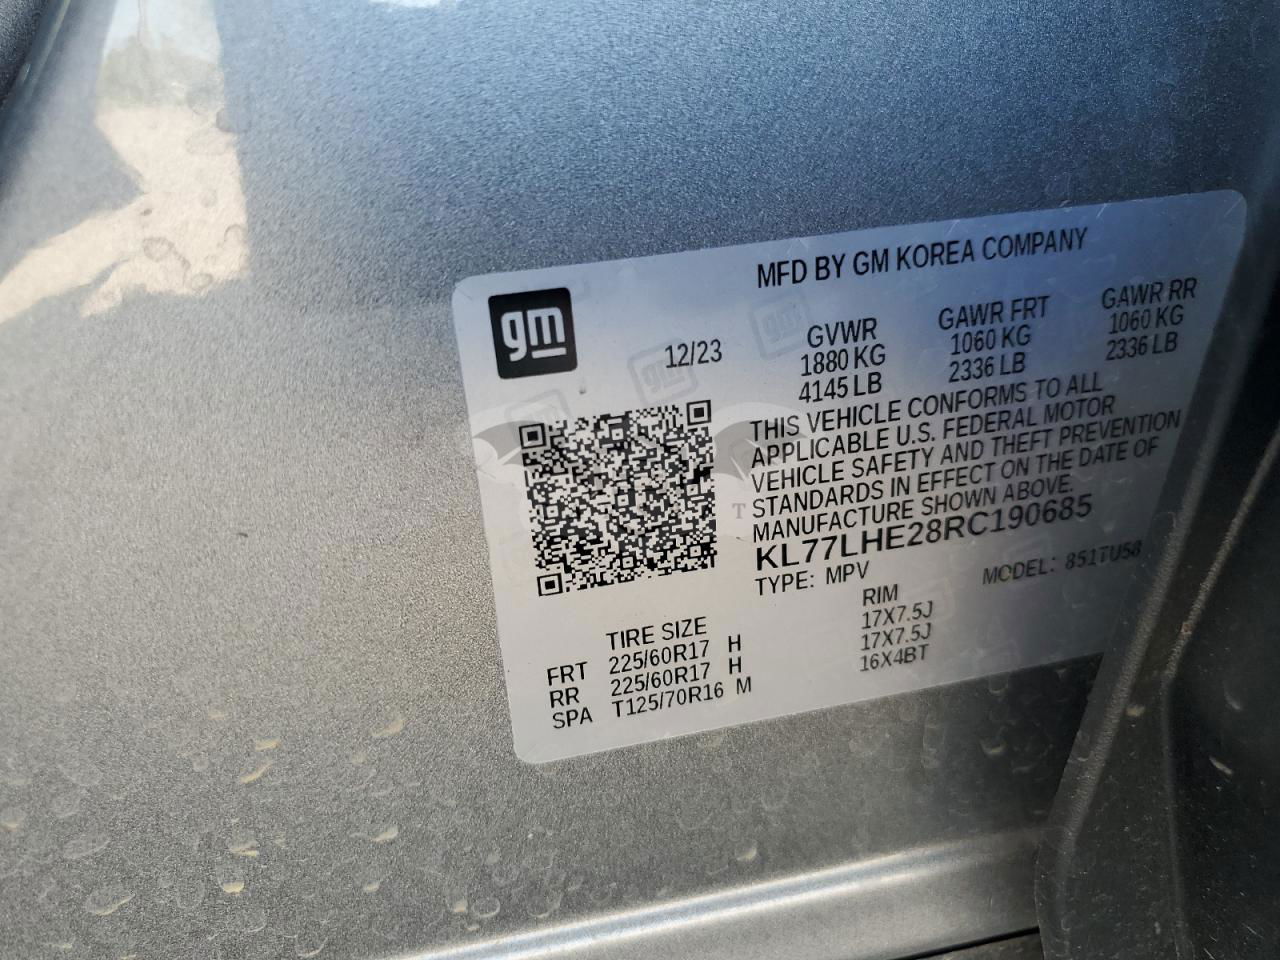 MFD BY GM KOREA COMPANY
gm
12/23
GVWR GAWR FRT GAWR RR
1880 KG 1060 KG 1060 KG
4145 LB 2336 LB 2336 LB
THIS VEHICLE CONFORMS TO ALL
APPLICABLE U.S. FEDERAL MOTOR
VEHICLE SAFETY AND THEFT PREVENTION
STANDARDS IN EFFECT ON THE DATE OF
MANUFACTURE SHOWN ABOVE.
KL77LHE28RC190685
TYPE: MPV MODEL: 851TU58
TIRE SIZE RIM
FRT 225/60R17 H 17X7.5J
RR 225/60R17 H 17X7.5J
SPA T125/70R16 M 16X4BT